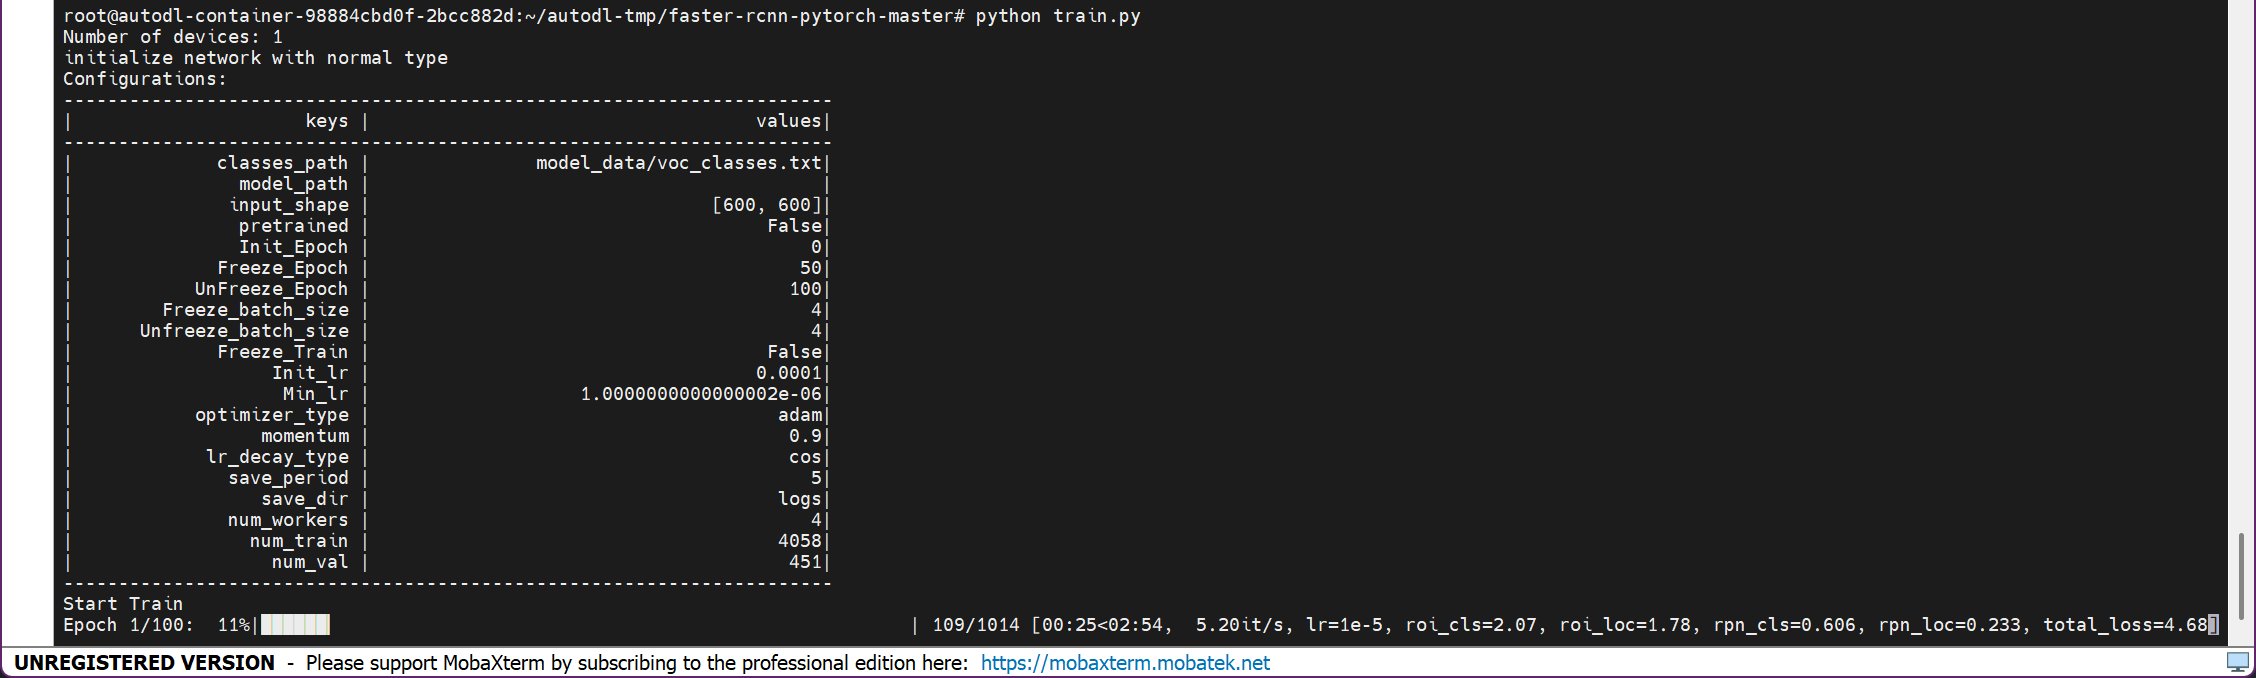 root@autodl-container-98884cbd0f-2bcc882d:~/autodl-tmp/faster-rcnn-pytorch-master# python train.py
Number of devices: 1
initialize network with normal type
Configurations:
----------------------------------------------------------------------
|                     keys |                                   values|
----------------------------------------------------------------------
|             classes_path |               model_data/voc_classes.txt|
|               model_path |                                         |
|              input_shape |                               [600, 600]|
|               pretrained |                                    False|
|               Init_Epoch |                                        0|
|             Freeze_Epoch |                                       50|
|           UnFreeze_Epoch |                                      100|
|        Freeze_batch_size |                                        4|
|      Unfreeze_batch_size |                                        4|
|             Freeze_Train |                                    False|
|                  Init_lr |                                   0.0001|
|                   Min_lr |                   1.0000000000000002e-06|
|           optimizer_type |                                     adam|
|                 momentum |                                      0.9|
|            lr_decay_type |                                      cos|
|              save_period |                                        5|
|                 save_dir |                                     logs|
|              num_workers |                                        4|
|                num_train |                                     4058|
|                  num_val |                                      451|
----------------------------------------------------------------------
Start Train
Epoch 1/100:  11%|██████ | 109/1014 [00:25<02:54,  5.20it/s, lr=1e-5, roi_cls=2.07, roi_loc=1.78, rpn_cls=0.606, rpn_loc=0.233, total_loss=4.68]
UNREGISTERED VERSION - Please support MobaXterm by subscribing to the professional edition here: https://mobaxterm.mobatek.net